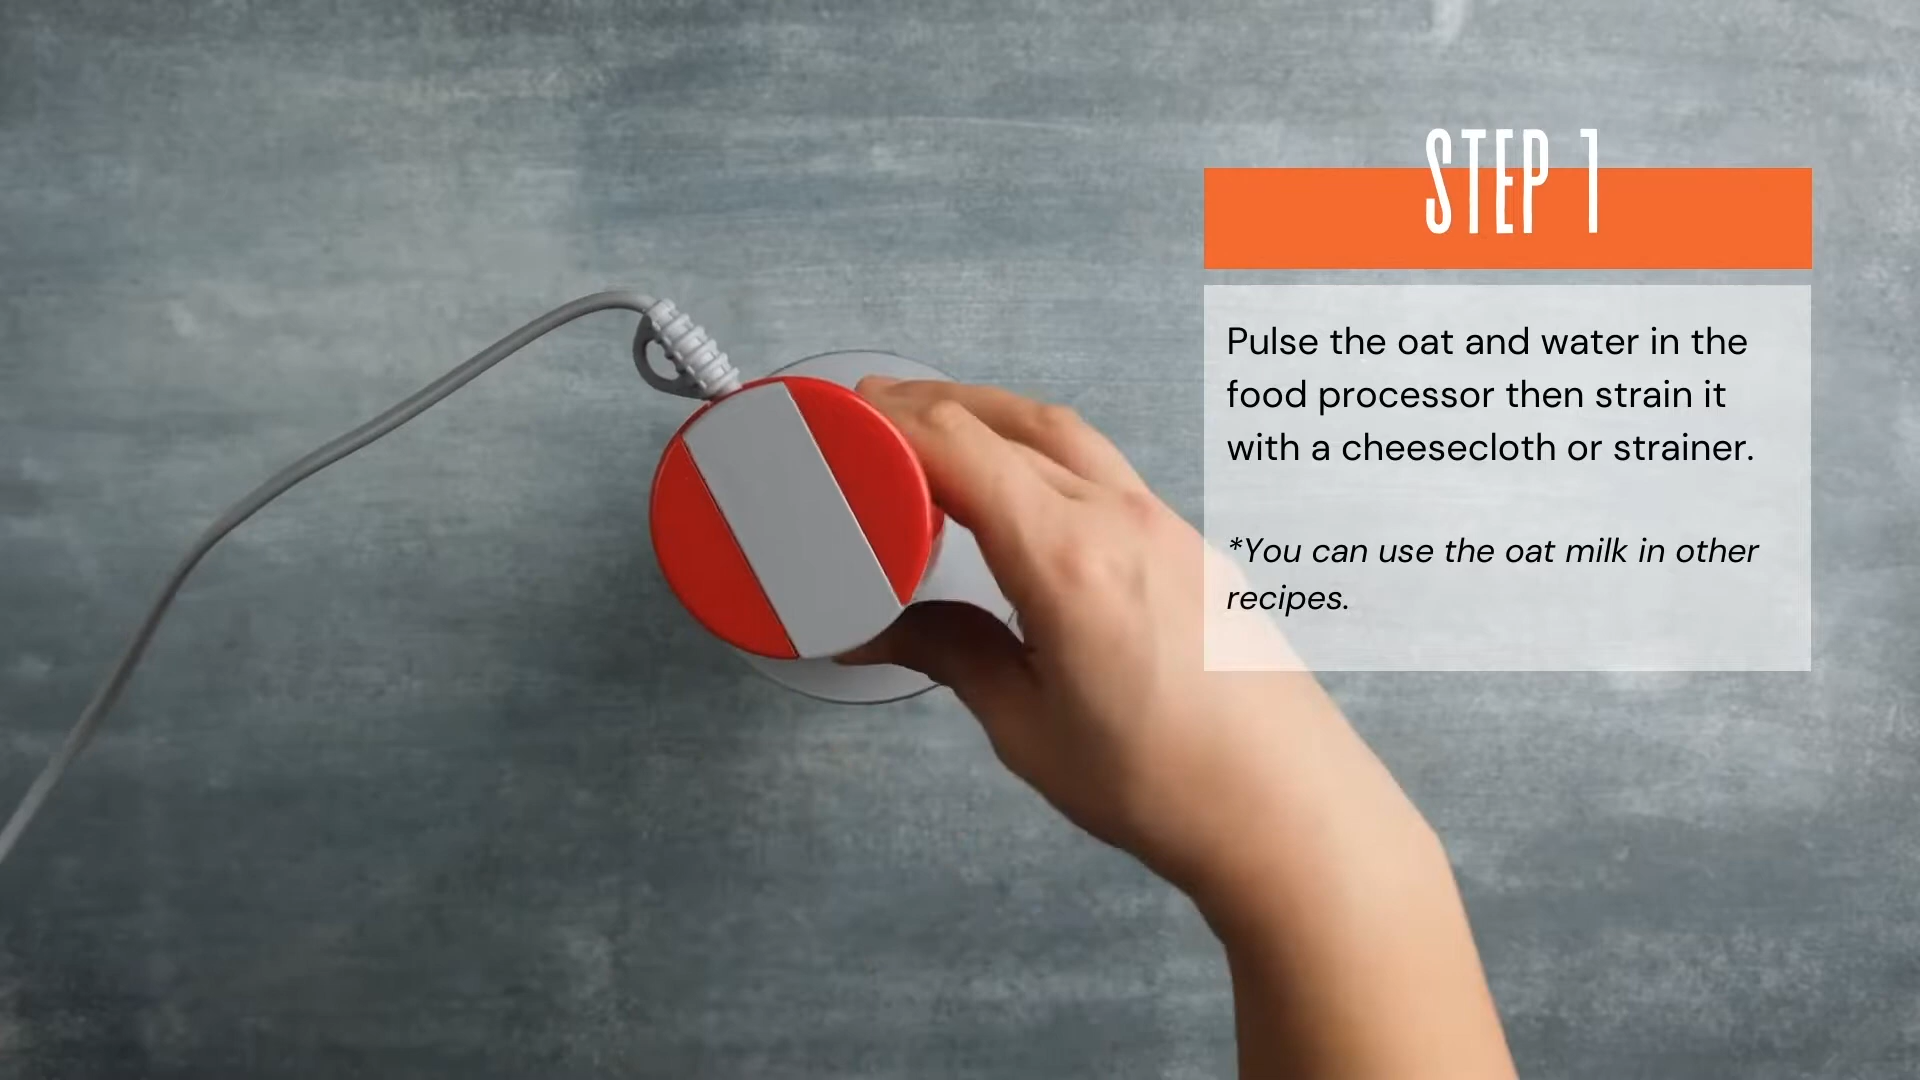 STEP 1
Pulse the oat and water in the
food processor then strain it
with a cheesecloth or strainer.
*You can use the oat milk in other
recipes.